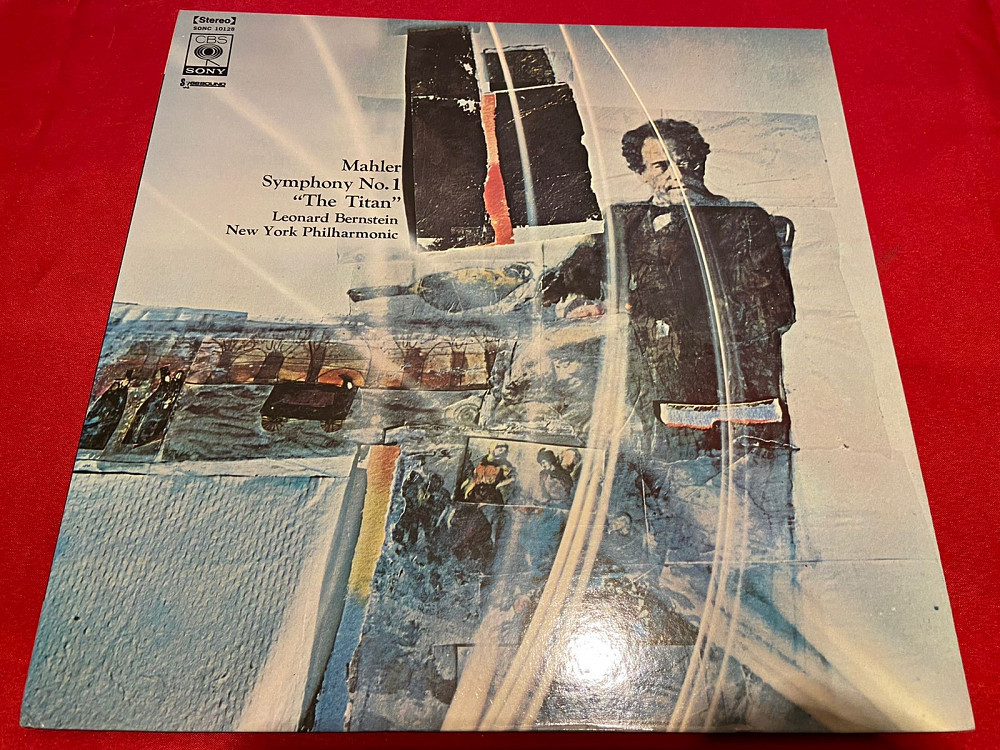 【Stereo】
SONC 10128
CBS
SONY
Mahler
Symphony No.1
“The Titan”
Leonard Bernstein
New York Philharmonic